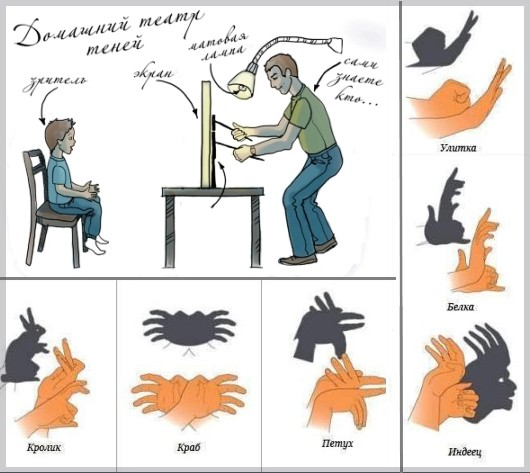 Домашний театр
теней
зритель
экран
матовая
лампа
сами
знаете
кто...
Улитка
Белка
Кролик
Краб
Петух
Индеец